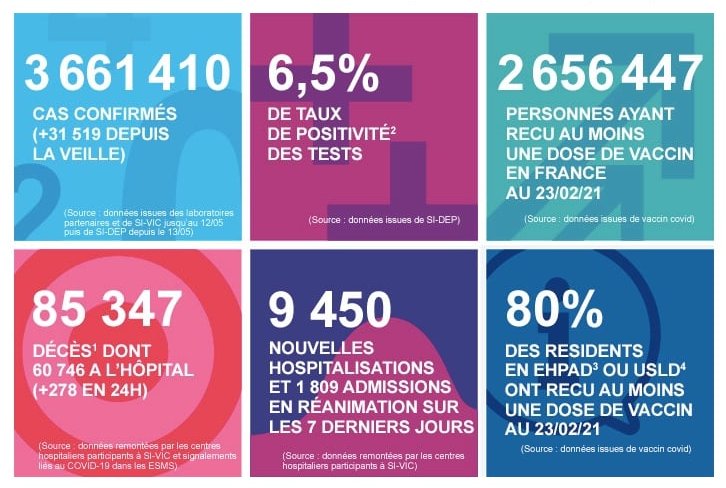 3 661 410
CAS CONFIRMÉS
(+31 519 DEPUIS
LA VEILLE)
(Source : données issues des laboratoires
partenaires et de SI-VIC jusqu'au 12/05
puis de SI-DEP depuis le 13/05)
6,5%
DE TAUX
DE POSITIVITÉ²
DES TESTS
(Source : données issues de SI-DEP)
2 656 447
PERSONNES AYANT
RECU AU MOINS
UNE DOSE DE VACCIN
EN FRANCE
AU 23/02/21
(Source : données issues de vaccin covid)
85 347
DÉCÈS¹ DONT
60 746 A L'HÔPITAL
(+278 EN 24H)
(Source : données remontées par les centres
hospitaliers participants à SI-VIC et signalements
liés au COVID-19 dans les ESMS)
9 450
NOUVELLES
HOSPITALISATIONS
ET 1 809 ADMISSIONS
EN RÉANIMATION SUR
LES 7 DERNIERS JOURS
(Source : données remontées par les centres
hospitaliers participants à SI-VIC)
80%
DES RESIDENTS
EN EHPAD³ OU USLD⁴
ONT RECU AU MOINS
UNE DOSE DE VACCIN
AU 23/02/21
(Source : données issues de vaccin covid)